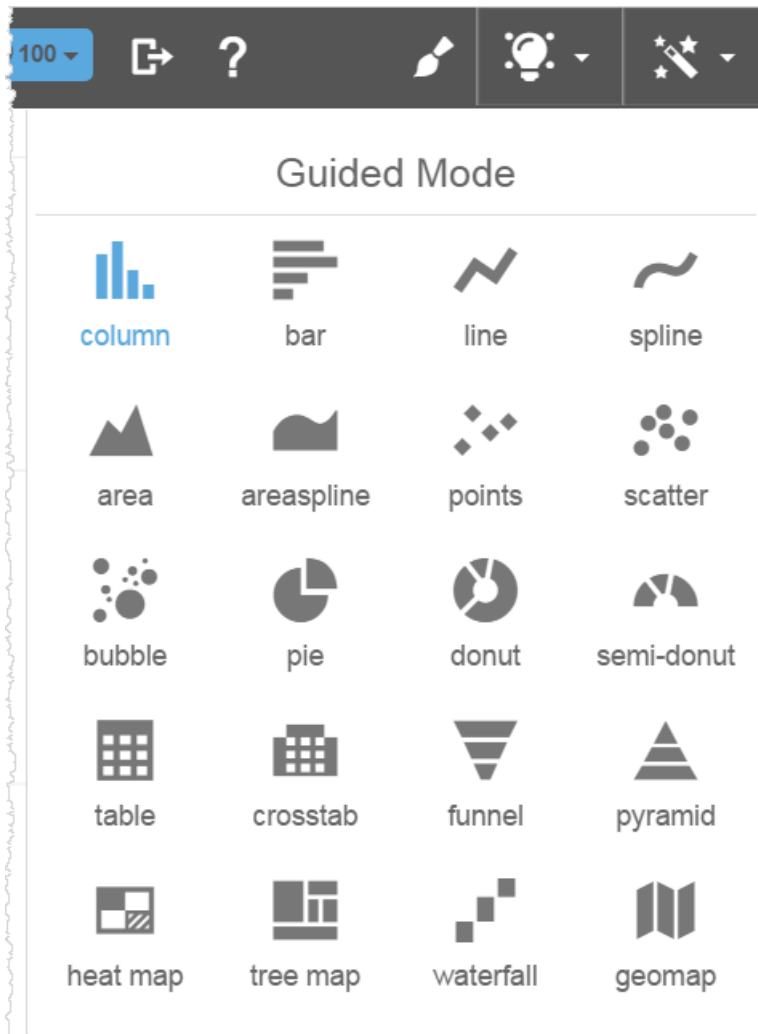 100
?
Guided Mode
column bar line spline
area areaspline points scatter
bubble pie donut semi-donut
table crosstab funnel pyramid
heat map tree map waterfall geomap